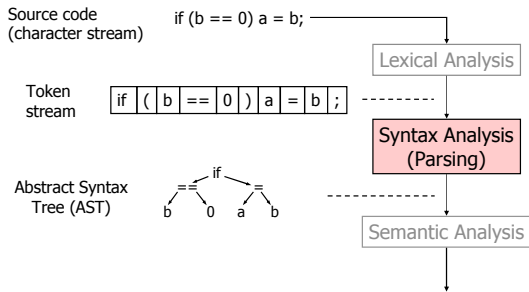 Source code
(character stream)
if (b == 0) a = b;
Lexical Analysis
Token
stream
if ( b == 0 ) a = b ;
Syntax Analysis
(Parsing)
Abstract Syntax
Tree (AST)
if
== =
b 0 a b
Semantic Analysis